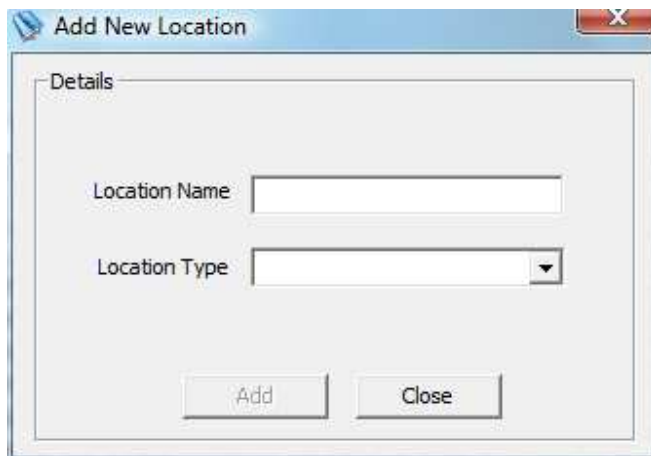 Add New Location
Details
Location Name
Location Type
Add Close